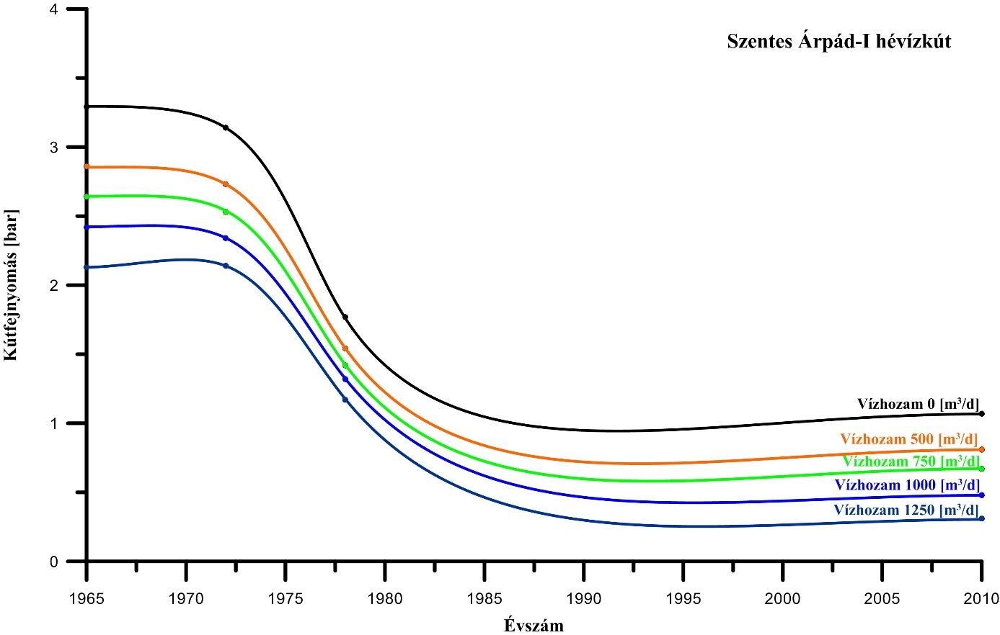 Szentes Árpád-I hévízkút
4
3
2
1
0
Kútfejnyomás [bar]
Vízhozam 0 [m³/d]
Vízhozam 500 [m³/d]
Vízhozam 750 [m³/d]
Vízhozam 1000 [m³/d]
Vízhozam 1250 [m³/d]
1965 1970 1975 1980 1985 1990 1995 2000 2005 2010
Évszám